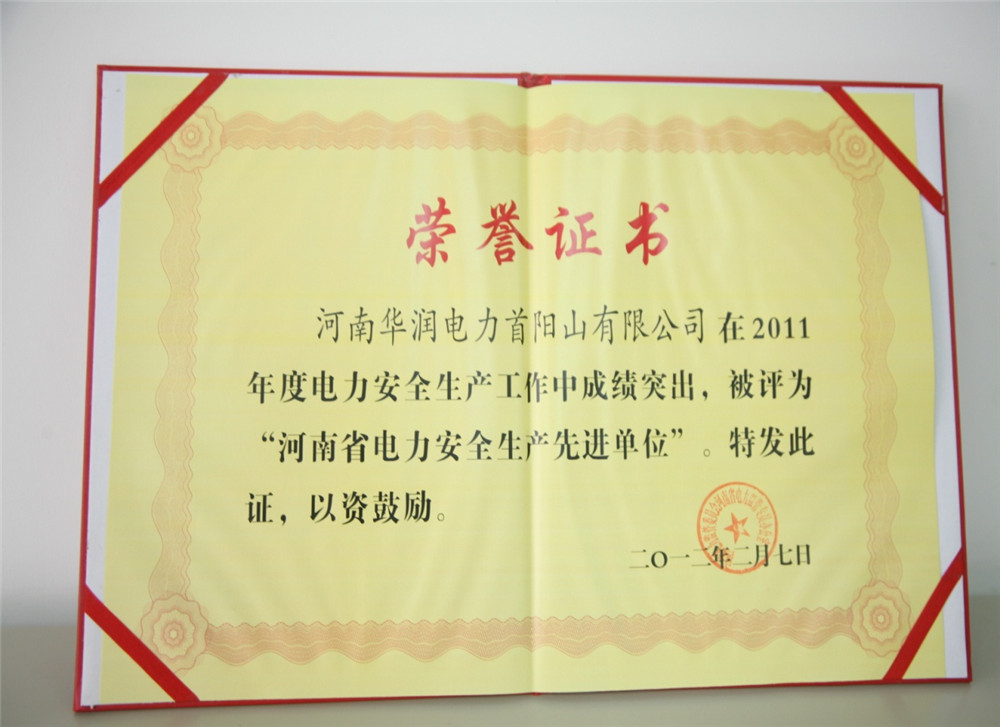 荣誉证书
河南华润电力首阳山有限公司在2011
年度电力安全生产工作中成绩突出，被评为
“河南省电力安全生产先进单位”。特发此
证，以资鼓励。
二〇一二年二月七日